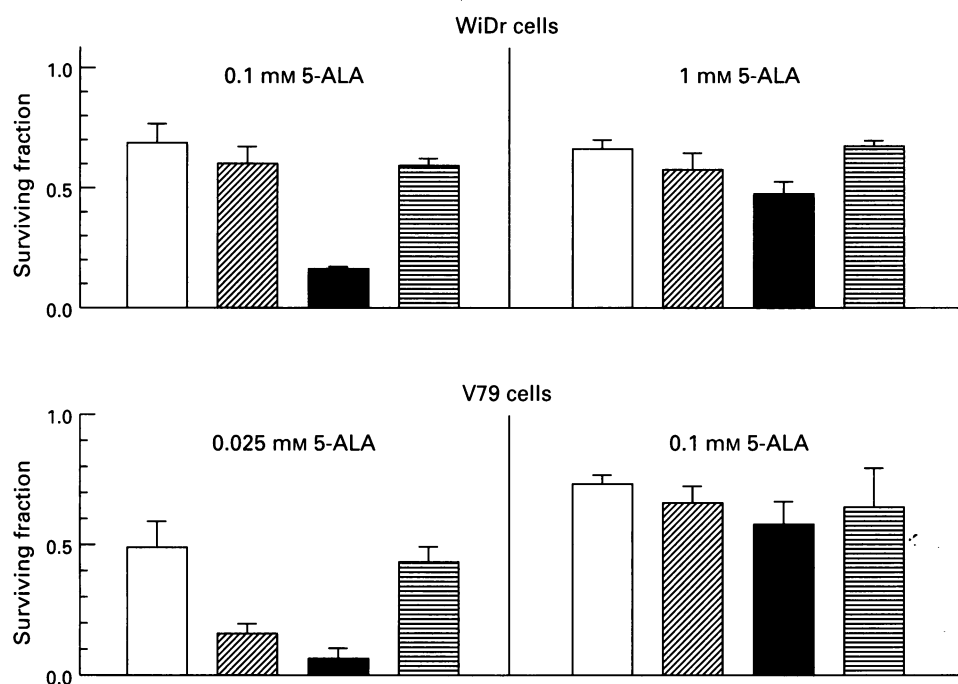 WiDr cells
0.1 mM 5-ALA
1 mM 5-ALA
Surviving fraction
1.0
0.5
0.0
V79 cells
0.025 mM 5-ALA
0.1 mM 5-ALA
Surviving fraction
1.0
0.5
0.0